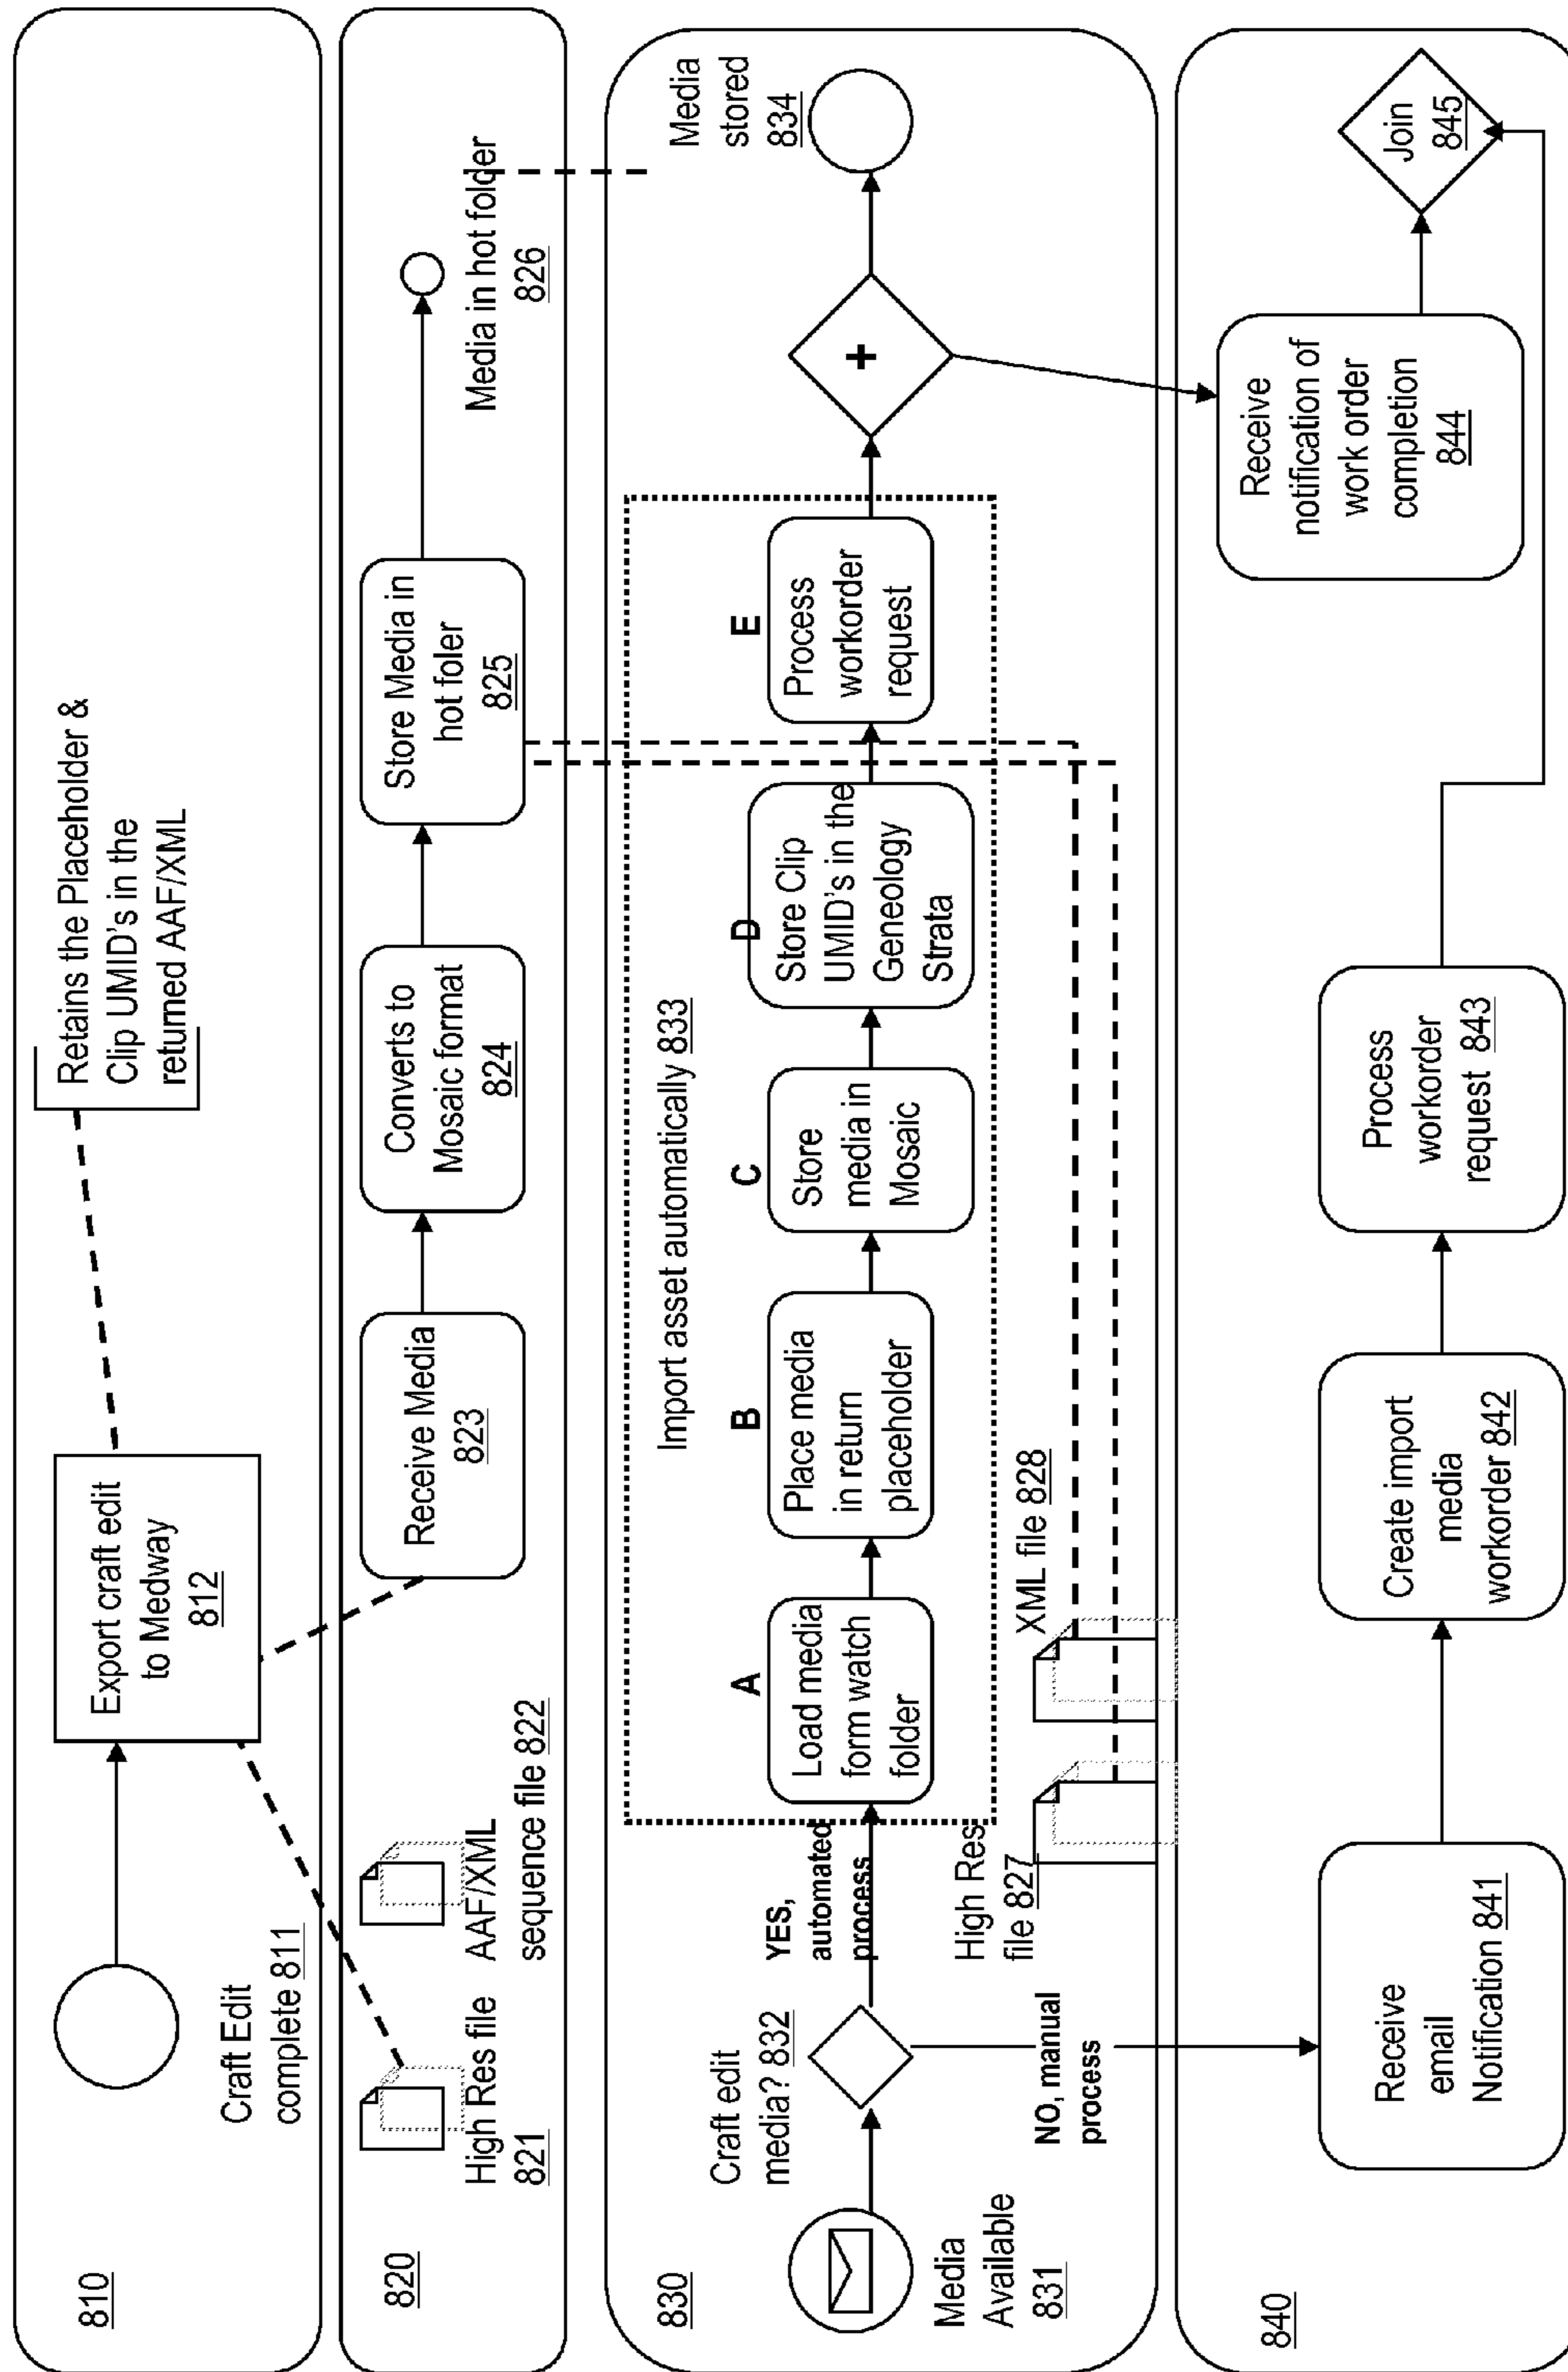 810
Craft Edit
complete 811
Export craft edit
to Medway
812
Retains the Placeholder &
Clip UMID's in the
returned AAF/XML
820
High Res file
821
AAF/XML
sequence file 822
Receive Media
823
Converts to
Mosaic format
824
Store Media in
hot foler
825
Media in hot folder
826
830
Media
Available
831
Craft edit
media? 832
YES,
automated
process
NO, manual
process
Import asset automatically 833
A
Load media
form watch
folder
B
Place media
in return
placeholder
C
Store
media in
Mosaic
D
Store Clip
UMID's in the
Geneology
Strata
E
Process
workorder
request
+
Media
stored
834
High Res
file 827
XML file 828
840
Receive
email
Notification 841
Create import
media
workorder 842
Process
workorder
request 843
Receive
notification of
work order
completion
844
Join
845